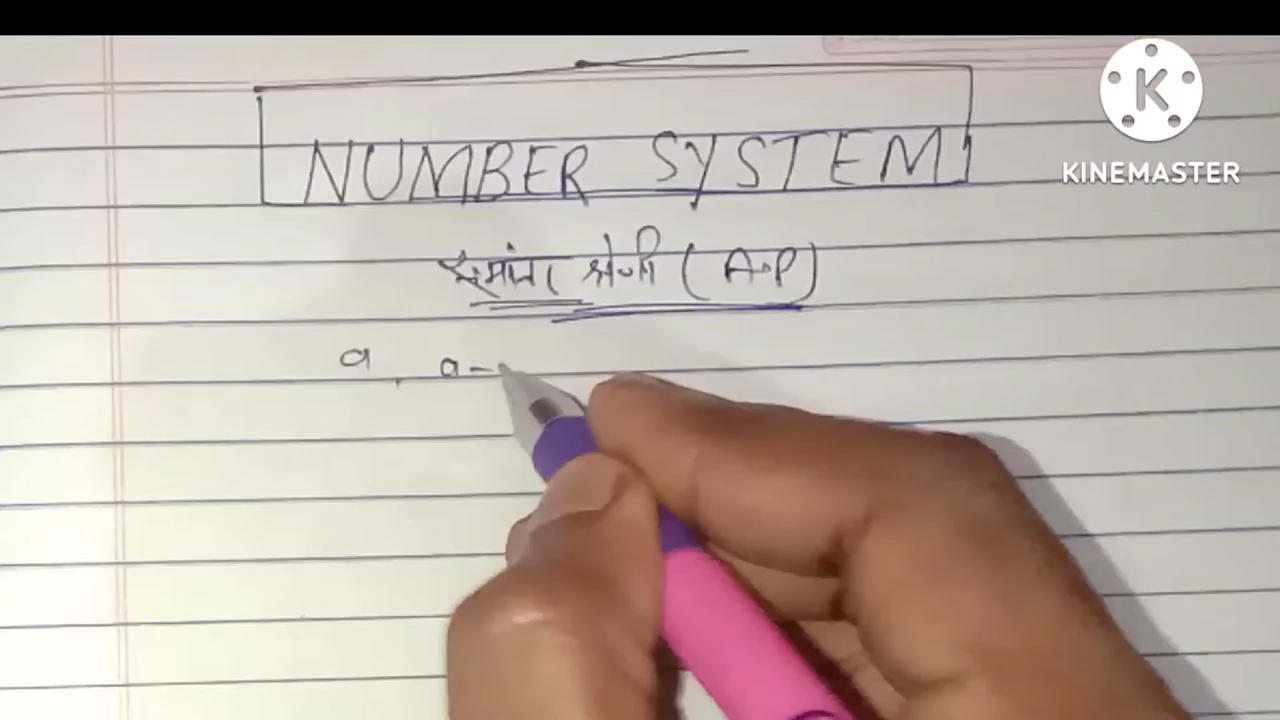 NUMBER SYSTEM
समांतर श्रेणी (A.P)
a, a-
K
KINEMASTER